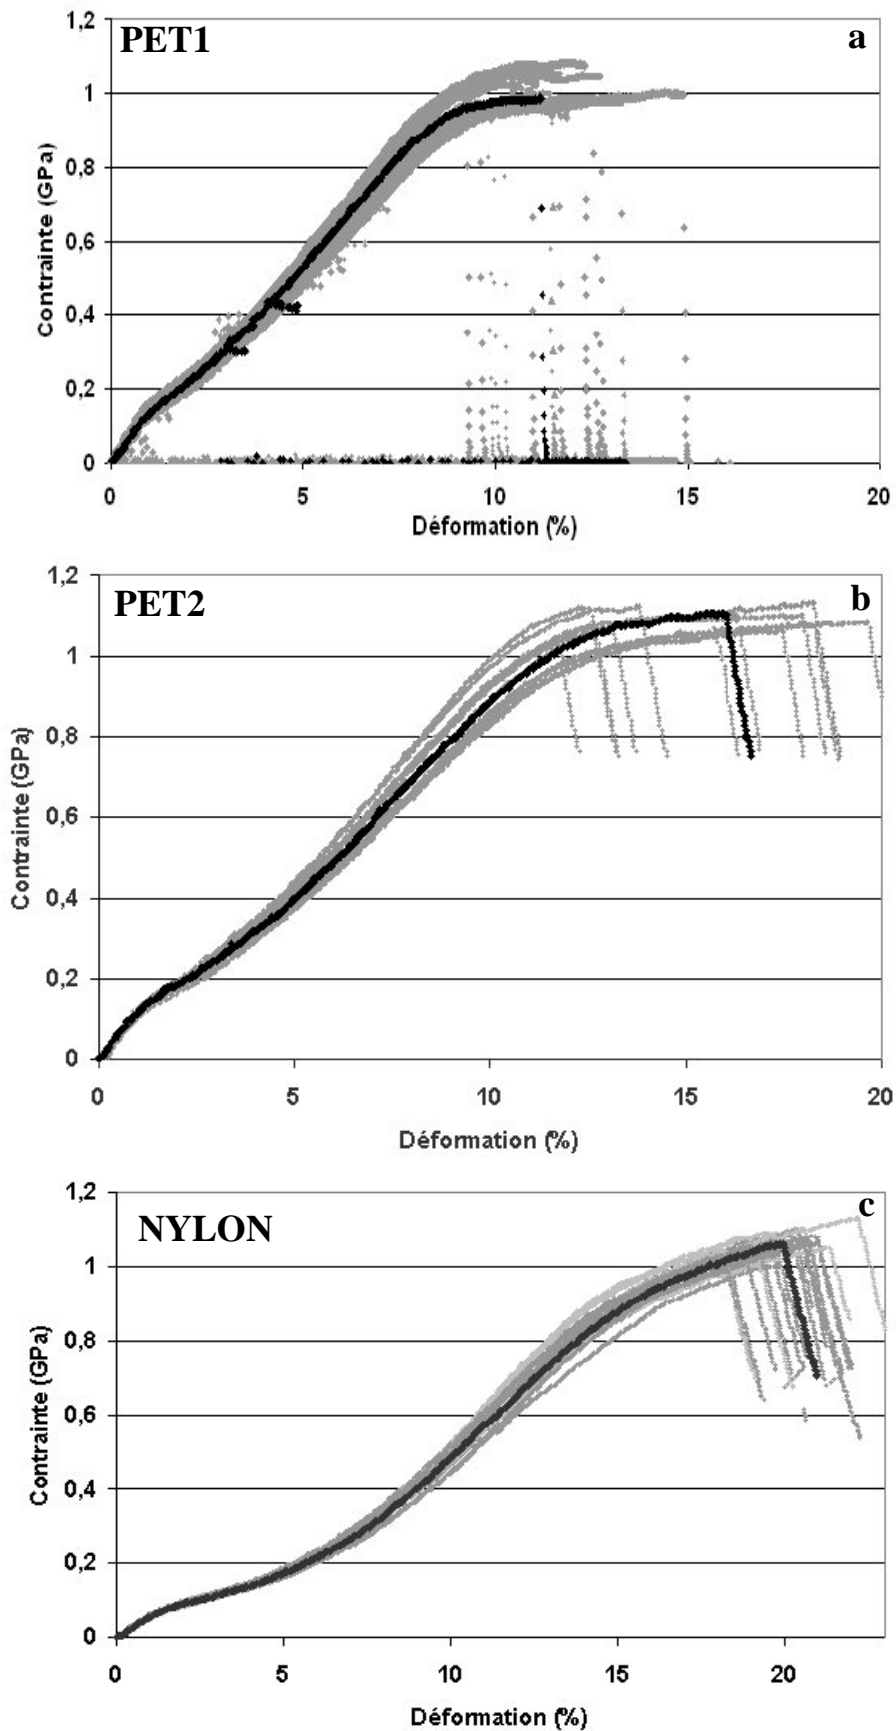 PET1
a
1,2
1
0,8
0,6
0,4
0,2
0
Contrainte (GPa)
0 5 10 15 20
Déformation (%)
PET2
b
1,2
1
0,8
0,6
0,4
0,2
0
Contrainte (GPa)
0 5 10 15 20
Déformation (%)
NYLON
c
1,2
1
0,8
0,6
0,4
0,2
0
Contrainte (GPa)
0 5 10 15 20
Déformation (%)